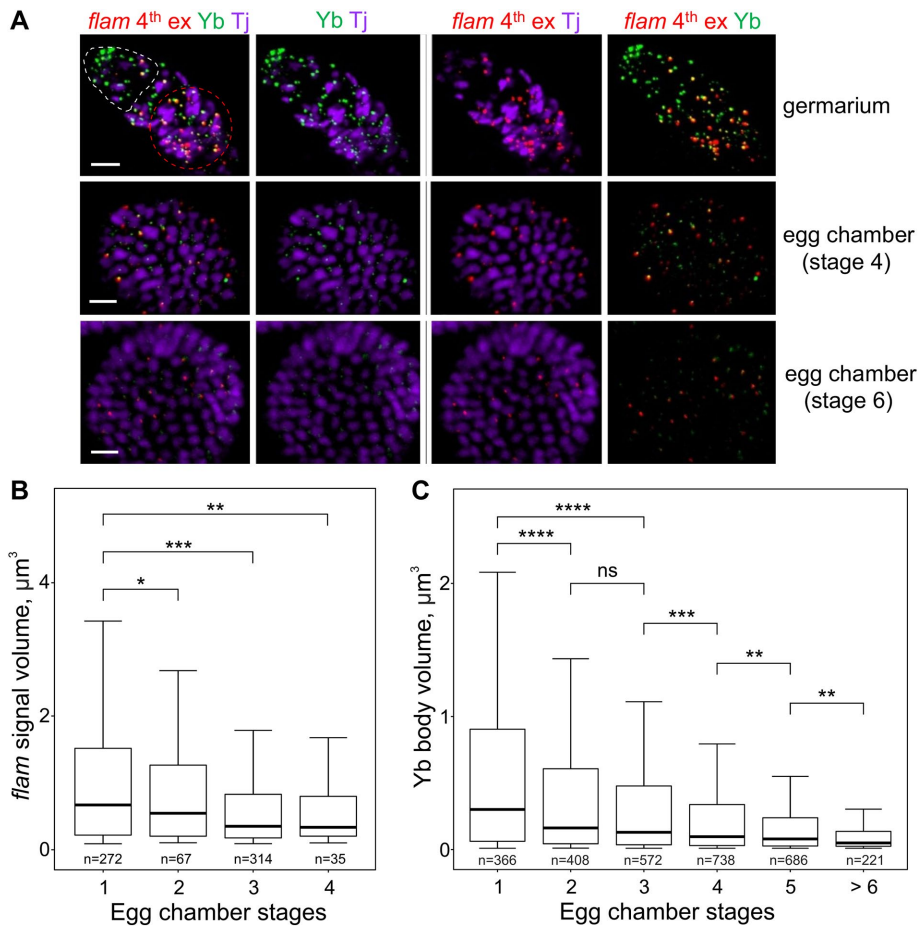 A
flam 4th ex Yb Tj
Yb Tj
flam 4th ex Tj
flam 4th ex Yb
germarium
egg chamber
(stage 4)
egg chamber
(stage 6)
B
flam signal volume, μm3
4
2
0
**
***
*
n=272
n=67
n=314
n=35
1
2
3
4
Egg chamber stages
C
Yb body volume, μm3
2
1
0
****
****
ns
***
**
**
n=366
n=408
n=572
n=738
n=686
n=221
1
2
3
4
5
> 6
Egg chamber stages